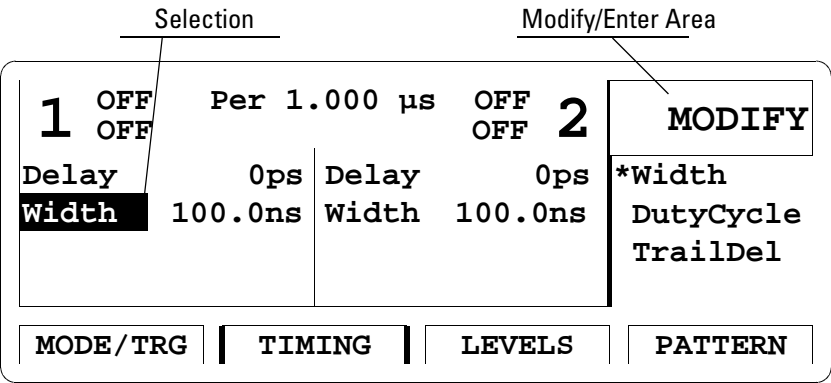 Selection Modify/Enter Area
1 OFF OFF Per 1.000 µs OFF OFF 2 MODIFY
Delay 0ps Delay 0ps *Width
Width 100.0ns Width 100.0ns DutyCycle
TrailDel
MODE/TRG TIMING LEVELS PATTERN